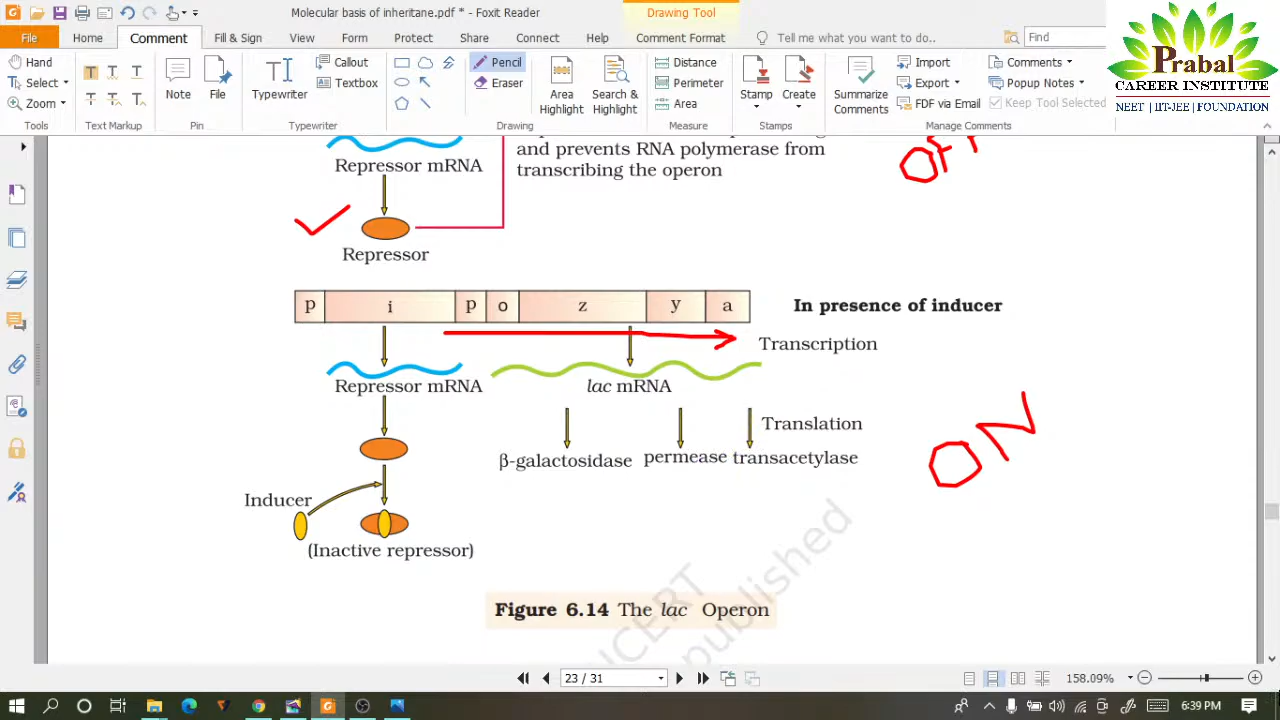 Molecular basis of inheritane.pdf * - Foxit Reader
Drawing Tool
File
Home
Comment
Fill & Sign
View
Form
Protect
Share
Connect
Help
Comment Format
Tell me what you want to do..
Find
Hand
Select
Zoom
Tools
Text Markup
Note
File
Pin
Typewriter
Callout
Textbox
Typewriter
Pencil
Eraser
Drawing
Area Highlight
Search & Highlight
Distance
Perimeter
Area
Measure
Stamp
Create
Stamps
Summarize Comments
Import
Export
FDF via Email
Comments
Popup Notes
Keep Tool Selected
Manage Comments
Prabal
CAREER INSTITUTE
NEET | IIT-JEE | FOUNDATION
Repressor mRNA
and prevents RNA polymerase from
transcribing the operon
OFF
Repressor
p i p o z y a
In presence of inducer
Transcription
Repressor mRNA
lac mRNA
Translation
β-galactosidase permease transacetylase
ON
Inducer
(Inactive repressor)
Figure 6.14 The lac Operon
published
23 / 31
158.09%
6:39 PM